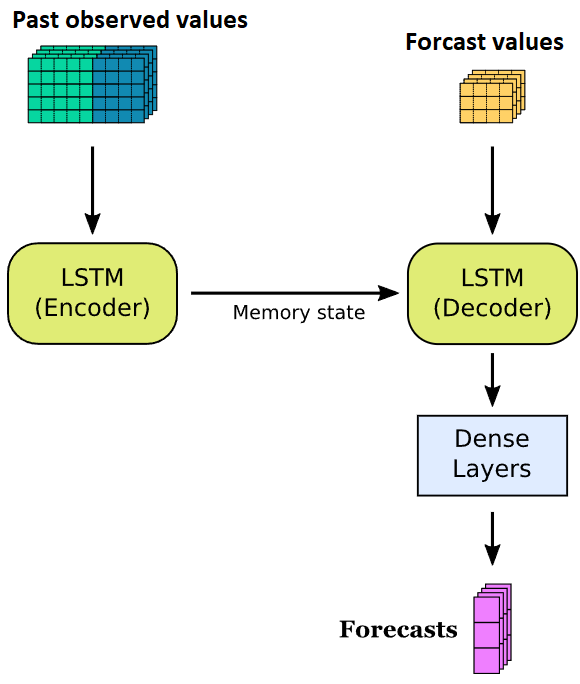 Past observed values
Forcast values
LSTM
(Encoder)
Memory state
LSTM
(Decoder)
Dense
Layers
Forecasts